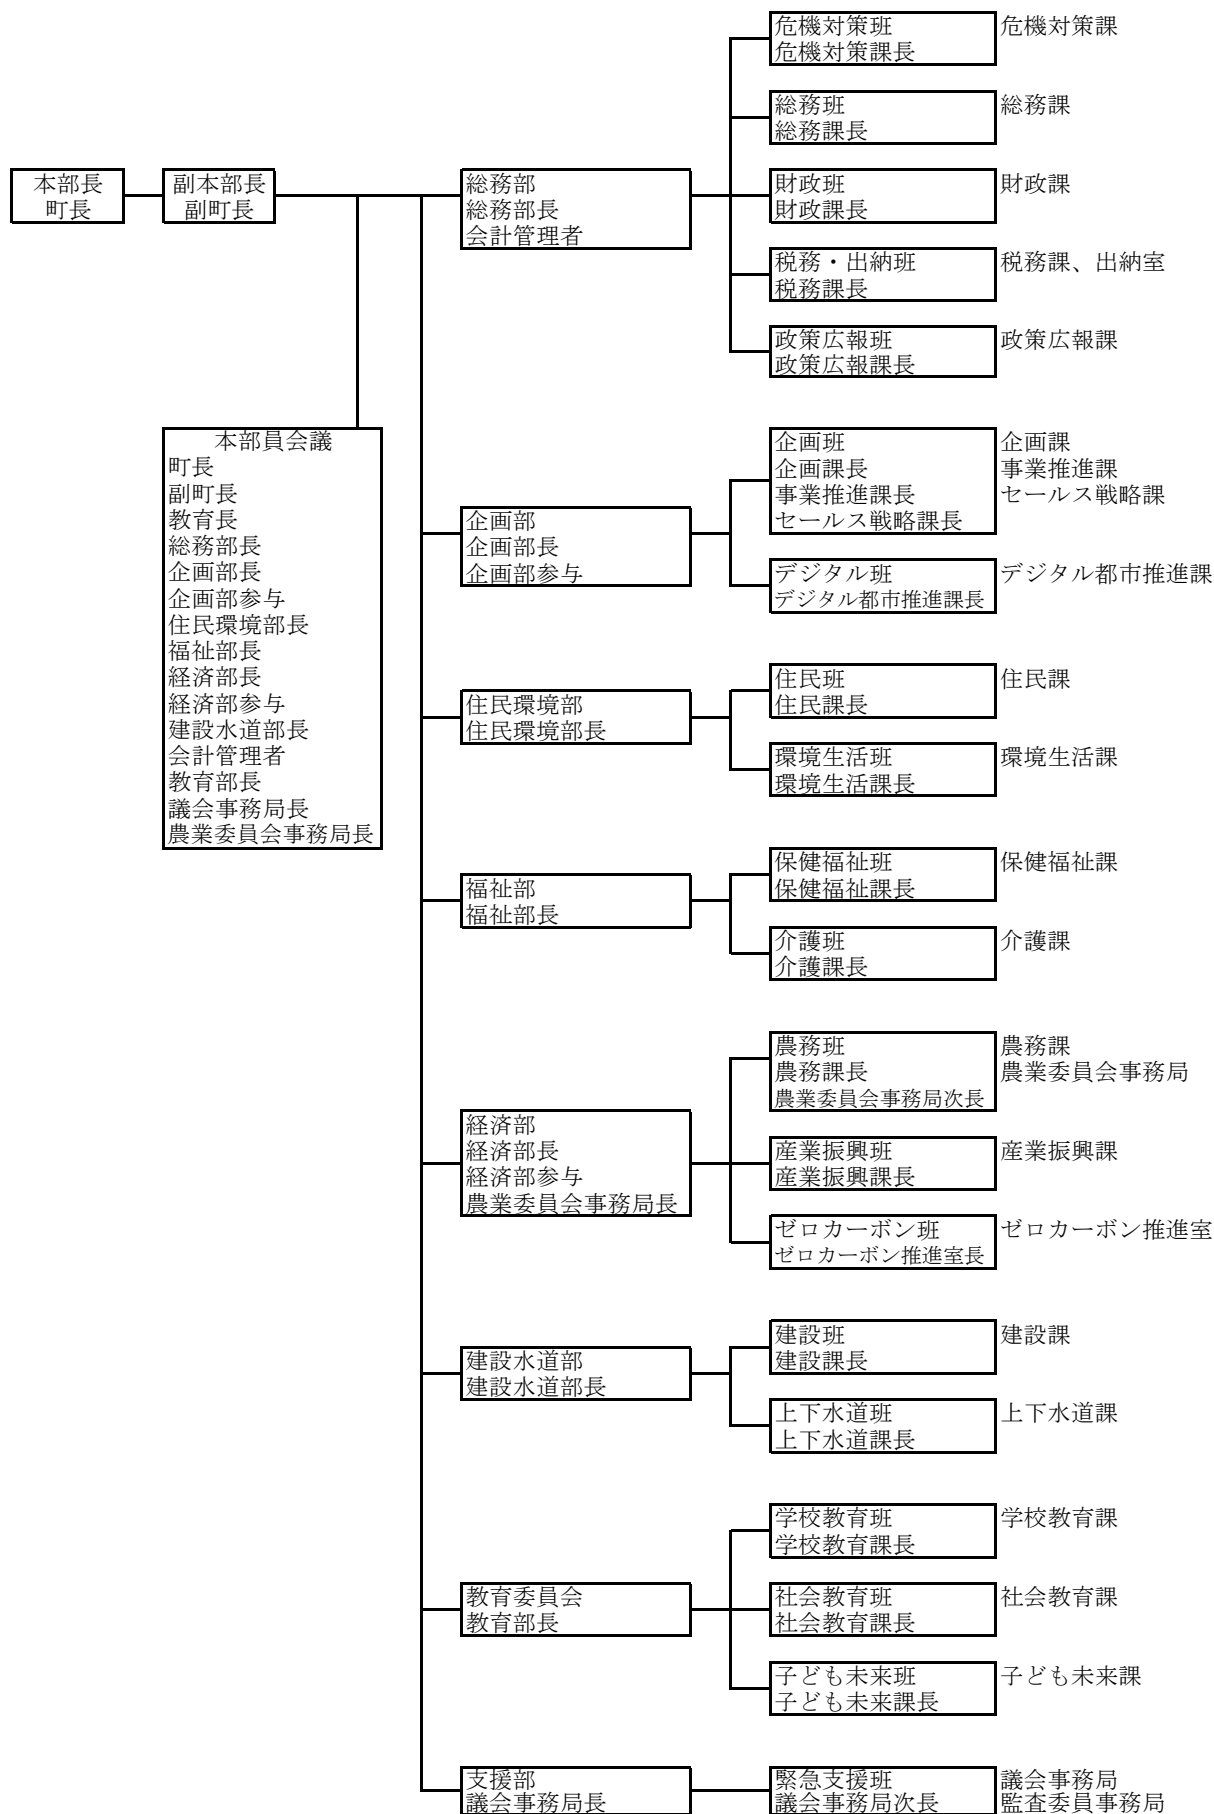 本部長
町長
副本部長
副町長
本部員会議
町長
副町長
教育長
総務部長
企画部長
企画部参与
住民環境部長
福祉部長
経済部長
経済部参与
建設水道部長
会計管理者
教育部長
議会事務局長
農業委員会事務局長
総務部
総務部長
会計管理者
危機対策班
危機対策課長
危機対策課
総務班
総務課長
総務課
財政班
財政課長
財政課
税務・出納班
税務課長
税務課、出納室
政策広報班
政策広報課長
政策広報課
企画部
企画部長
企画部参与
企画班
企画課長
事業推進課長
セールス戦略課長
企画課
事業推進課
セールス戦略課
デジタル班
デジタル都市推進課長
デジタル都市推進課
住民環境部
住民環境部長
住民班
住民課長
住民課
環境生活班
環境生活課長
環境生活課
福祉部
福祉部長
保健福祉班
保健福祉課長
保健福祉課
介護班
介護課長
介護課
経済部
経済部長
経済部参与
農業委員会事務局長
農務班
農務課長
農業委員会事務局次長
農務課
農業委員会事務局
産業振興班
産業振興課長
産業振興課
ゼロカーボン班
ゼロカーボン推進室長
ゼロカーボン推進室
建設水道部
建設水道部長
建設班
建設課長
建設課
上下水道班
上下水道課長
上下水道課
教育委員会
教育部長
学校教育班
学校教育課長
学校教育課
社会教育班
社会教育課長
社会教育課
子ども未来班
子ども未来課長
子ども未来課
支援部
議会事務局長
緊急支援班
議会事務局次長
議会事務局
監査委員事務局